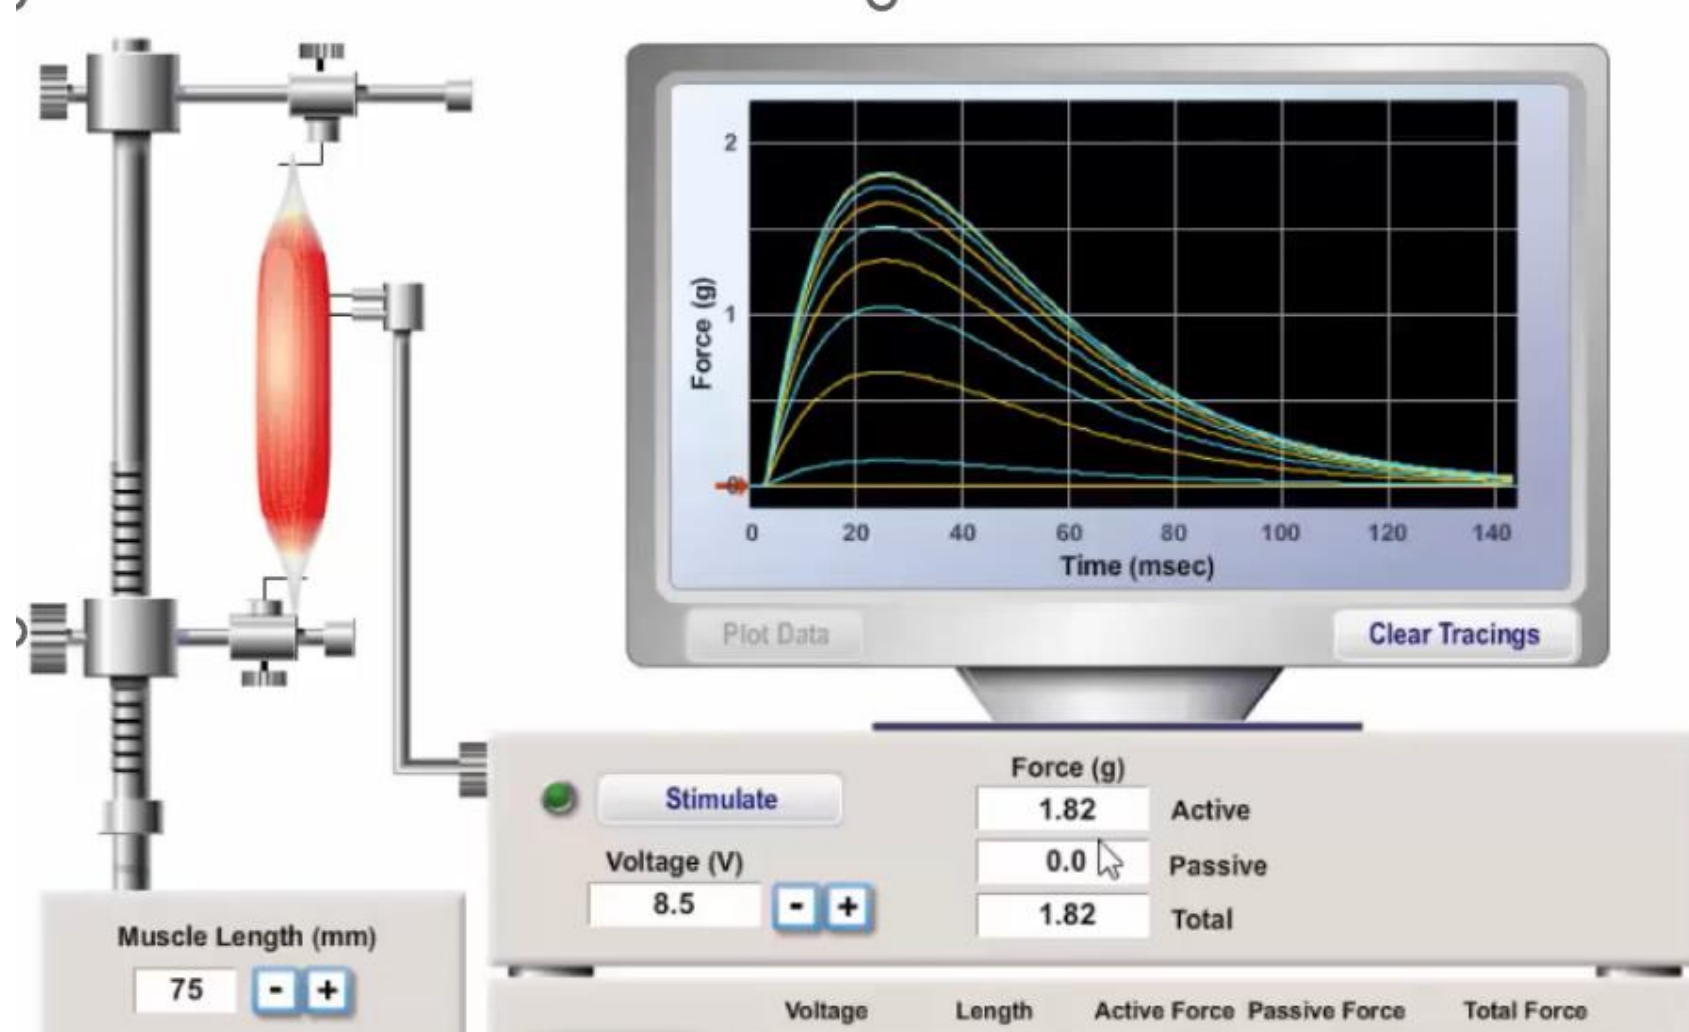 2
1
0
Force (g)
0 20 40 60 80 100 120 140
Time (msec)
Plot Data
Clear Tracings
Stimulate
Voltage (V)
8.5
- +
Force (g)
1.82 Active
0.0 Passive
1.82 Total
Muscle Length (mm)
75 - +
Voltage Length Active Force Passive Force Total Force